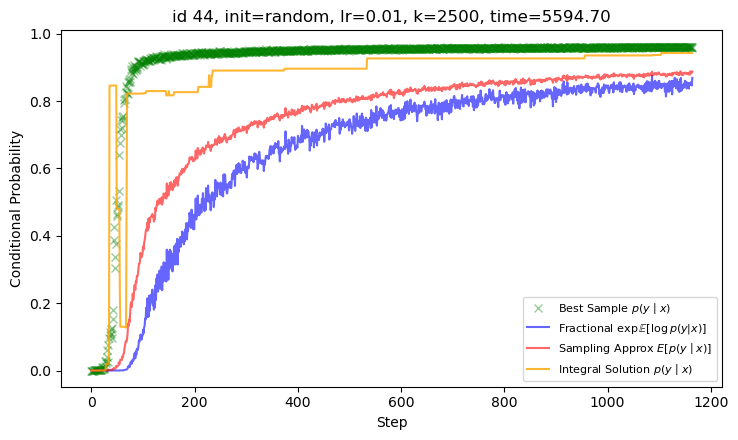 id 44, init=random, lr=0.01, k=2500, time=5594.70
Conditional Probability
1.0
0.8
0.6
0.4
0.2
0.0
Best Sample p(y | x)
Fractional exp𝔼[log p(y|x)]
Sampling Approx E[p(y | x)]
Integral Solution p(y | x)
0 200 400 600 800 1000 1200
Step